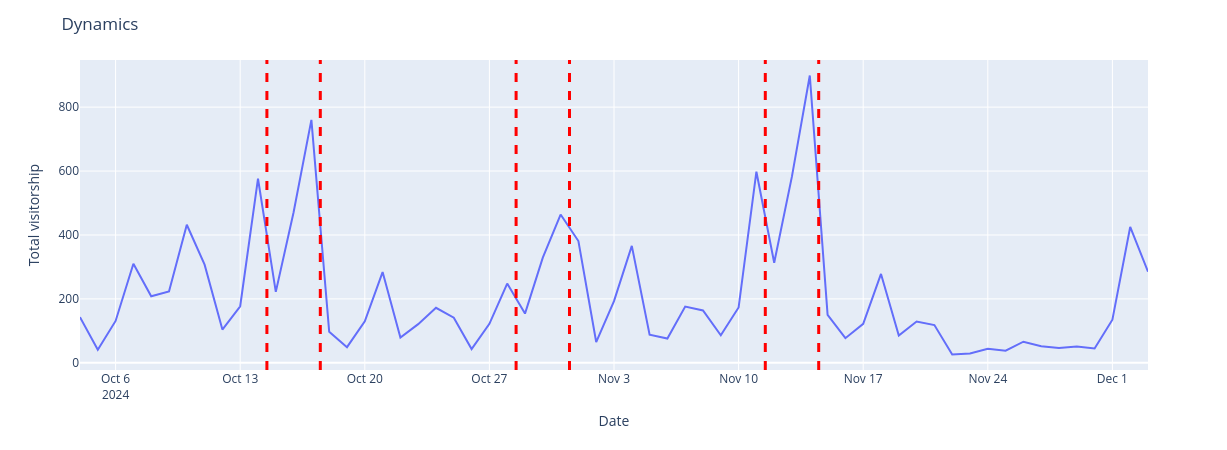 Dynamics
Total visitorship
800
600
400
200
0
Oct 6
2024
Oct 13
Oct 20
Oct 27
Nov 3
Nov 10
Nov 17
Nov 24
Dec 1
Date